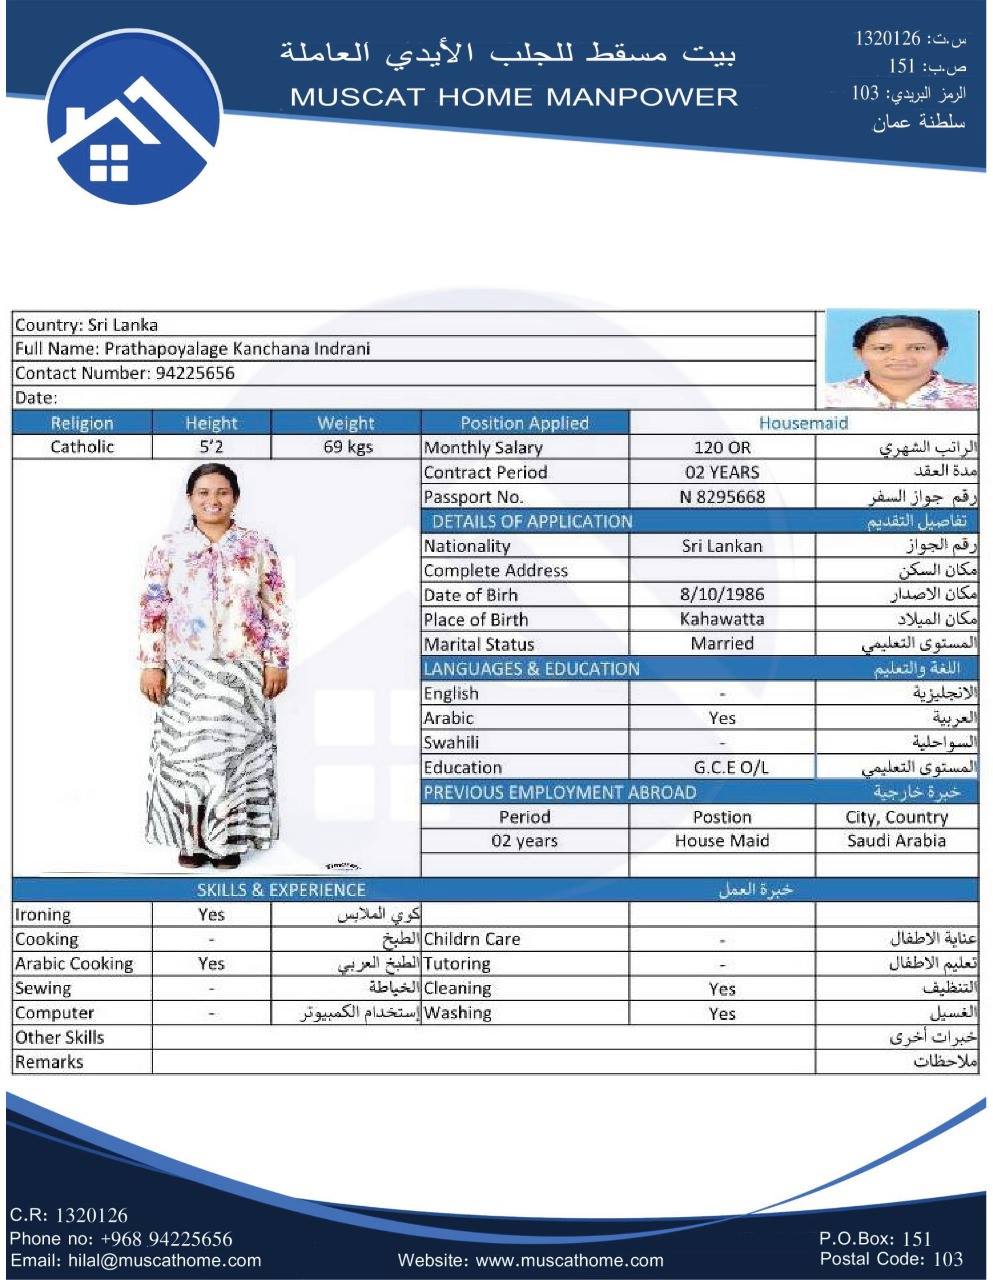 بيت مسقط للجلب الأيدي العاملة
MUSCAT HOME MANPOWER
س.ت: 1320126
ص.ب: 151
الرمز البريدي: 103
سلطنة عمان
Country: Sri Lanka
Full Name: Prathapoyalage Kanchana Indrani
Contact Number: 94225656
Date:
Religion Height Weight Position Applied Housemaid
Catholic 5'2 69 kgs Monthly Salary 120 OR الراتب الشهري
Contract Period 02 YEARS مدة العقد
Passport No. N 8295668 رقم جواز السفر
DETAILS OF APPLICATION تفاصيل التقديم
Nationality Sri Lankan رقم الجواز
Complete Address مكان السكن
Date of Birh 8/10/1986 مكان الاصدار
Place of Birth Kahawatta مكان الميلاد
Marital Status Married المستوى التعليمي
LANGUAGES & EDUCATION اللغة والتعليم
English - الانجليزية
Arabic Yes العربية
Swahili - السواحلية
Education G.C.E O/L المستوى التعليمي
PREVIOUS EMPLOYMENT ABROAD خبرة خارجية
Period Postion City, Country
02 years House Maid Saudi Arabia
SKILLS & EXPERIENCE خبرة العمل
Ironing Yes كوي الملابس
Cooking - الطبخ Childrn Care - عناية الاطفال
Arabic Cooking Yes الطبخ العربي Tutoring - تعليم الاطفال
Sewing - الخياطة Cleaning Yes التنظيف
Computer - إستخدام الكمبيوتر Washing Yes الغسيل
Other Skills خبرات أخرى
Remarks ملاحظات
C.R: 1320126
Phone no: +968 94225656 P.O.Box: 151
Email: hilal@muscathome.com Website: www.muscathome.com Postal Code: 103